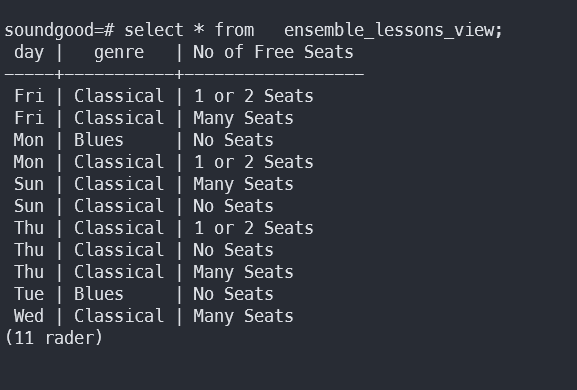 soundgood=# select * from   ensemble_lessons_view;
 day |   genre   | No of Free Seats
-----+-----------+------------------
 Fri | Classical | 1 or 2 Seats
 Fri | Classical | Many Seats
 Mon | Blues     | No Seats
 Mon | Classical | 1 or 2 Seats
 Sun | Classical | Many Seats
 Sun | Classical | No Seats
 Thu | Classical | 1 or 2 Seats
 Thu | Classical | No Seats
 Thu | Classical | Many Seats
 Tue | Blues     | No Seats
 Wed | Classical | Many Seats
(11 rader)